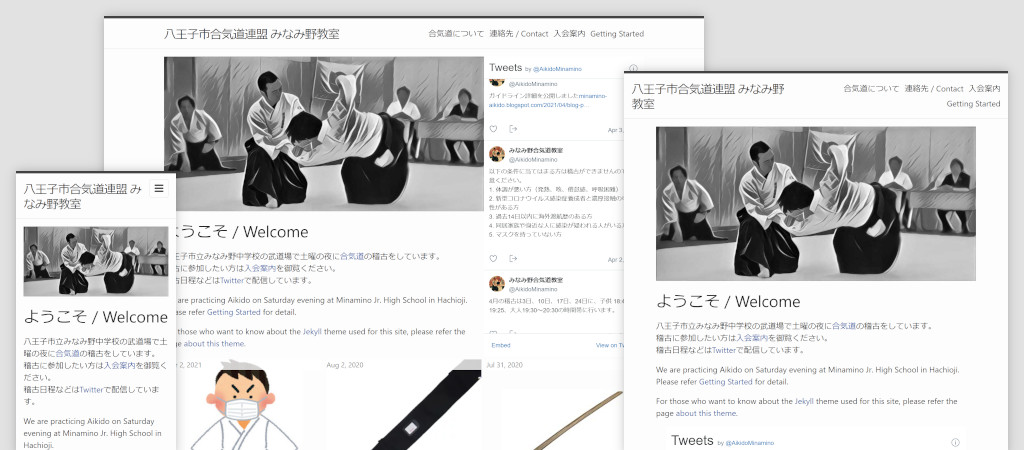 八王子市合気道連盟 みなみ野教室
合気道について 連絡先 / Contact 入会案内 Getting Started
Tweets by @AikidoMinamino
@AikidoMinamino
ガイドライン詳細を公開しましたminamino-
aikido.blogspot.com/2021/04/blog-p…
Apr 3,
みなみ野合気道教室
@AikidoMinamino
以下の条件に当てはまる方は稽古ができませんの
意ください。
1. 体調が悪い方（発熱、咳、倦怠感、呼吸困難）
2. 新型コロナウイルス感染症養成者と濃厚接触の
性がある方
3. 過去14日以内に海外渡航歴のある方
4. 同居家族や身近な人に感染が疑われる人がいる
5. マスクを持っていない方
Apr 2,
みなみ野合気道教室
@AikidoMinamino
4月の稽古は3日、10日、17日、24日に、子供 18:4
19:25、大人19:30～20:30の時間帯に行います。
Embed
View on Tw
ようこそ / Welcome
子市立みなみ野中学校の武道場で土曜の夜に合気道の稽古をしています。
古に参加したい方は入会案内を御覧ください。
古日程などはTwitterで配信しています。
are practicing Aikido on Saturday evening at Minamino Jr. High School in Hachioji.
se refer Getting Started for detail.
those who want to know about the Jekyll theme used for this site, please refer the
ge about this theme.
2, 2021
Aug 2, 2020
Jul 31, 2020
八王子市合気道連盟 み
なみ野教室
ようこそ / Welcome
八王子市立みなみ野中学校の武道場で土
曜の夜に合気道の稽古をしています。
稽古に参加したい方は入会案内を御覧く
ださい。
稽古日程などはTwitterで配信していま
す。
We are practicing Aikido on Saturday
evening at Minamino Jr. High School in
Hachioji.
八王子市合気道連盟 みなみ野
教室
合気道について 連絡先 / Contact 入会案内
Getting Started
ようこそ / Welcome
八王子市立みなみ野中学校の武道場で土曜の夜に合気道の稽古をしています。
稽古に参加したい方は入会案内を御覧ください。
稽古日程などはTwitterで配信しています。
We are practicing Aikido on Saturday evening at Minamino Jr. High School in Hachioji.
Please refer Getting Started for detail.
For those who want to know about the Jekyll theme used for this site, please refer the
page about this theme.
Tweets by @AikidoMinamino